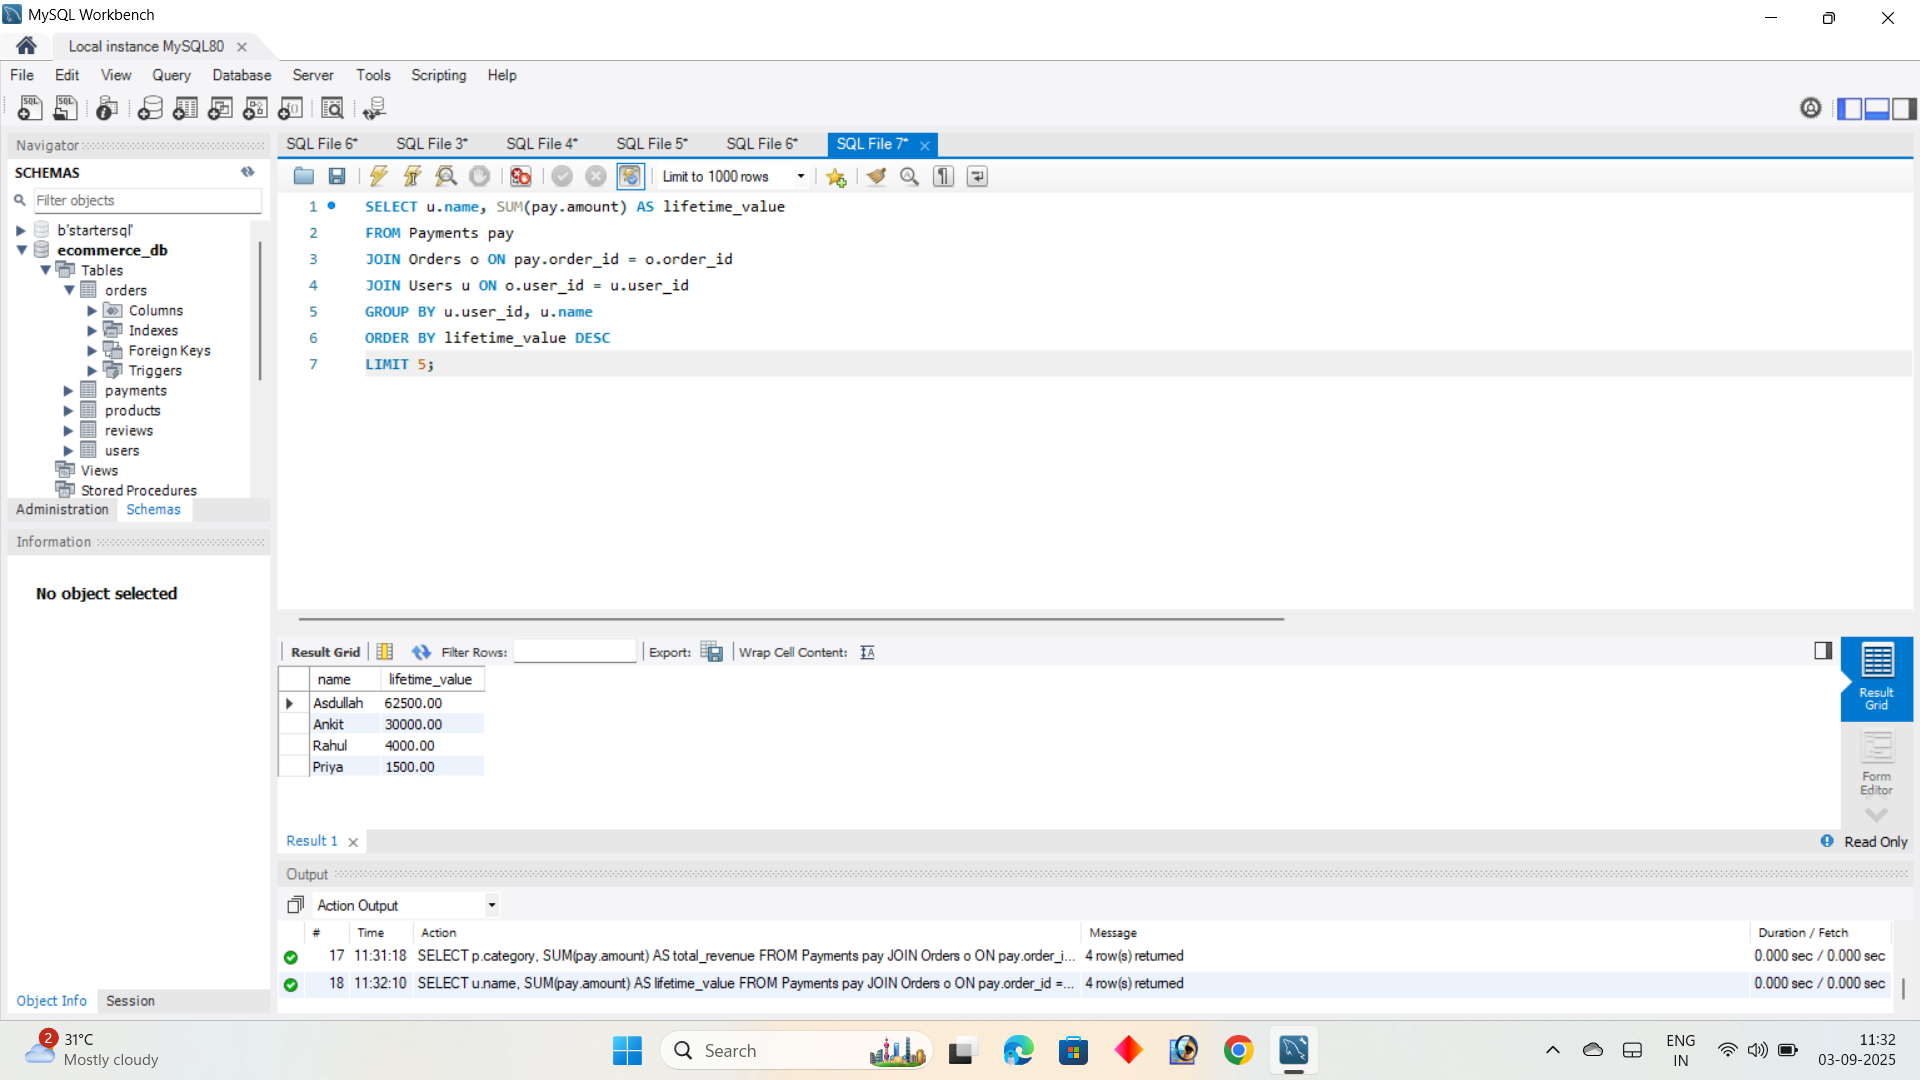 MySQL Workbench
Local instance MySQL80
File Edit View Query Database Server Tools Scripting Help
Navigator
SCHEMAS
Filter objects
b'startersql'
ecommerce_db
Tables
orders
Columns
Indexes
Foreign Keys
Triggers
payments
products
reviews
users
Views
Stored Procedures
Administration Schemas
Information
No object selected
Object Info Session
SQL File 6* SQL File 3* SQL File 4* SQL File 5* SQL File 6* SQL File 7*
Limit to 1000 rows
1 SELECT u.name, SUM(pay.amount) AS lifetime_value
2 FROM Payments pay
3 JOIN Orders o ON pay.order_id = o.order_id
4 JOIN Users u ON o.user_id = u.user_id
5 GROUP BY u.user_id, u.name
6 ORDER BY lifetime_value DESC
7 LIMIT 5;
Result Grid Filter Rows: Export: Wrap Cell Content:
name lifetime_value
Asdullah 62500.00
Ankit 30000.00
Rahul 4000.00
Priya 1500.00
Result
Grid
Form
Editor
Result 1
Read Only
Output
Action Output
# Time Action Message Duration / Fetch
17 11:31:18 SELECT p.category, SUM(pay.amount) AS total_revenue FROM Payments pay JOIN Orders o ON pay.order_i... 4 row(s) returned 0.000 sec / 0.000 sec
18 11:32:10 SELECT u.name, SUM(pay.amount) AS lifetime_value FROM Payments pay JOIN Orders o ON pay.order_id =... 4 row(s) returned 0.000 sec / 0.000 sec
2
31°C
Mostly cloudy
Search
ENG
IN
11:32
03-09-2025